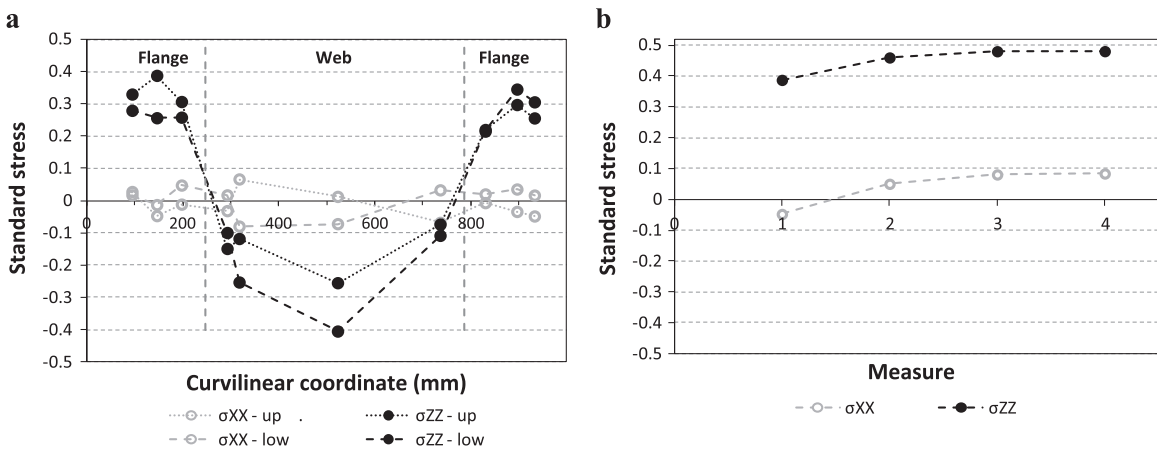 a
0.5
Flange
Web
Flange
0.4
0.3
0.2
0.1
0
0
200
400
600
800
-0.1
-0.2
-0.3
-0.4
-0.5
Standard stress
Curvilinear coordinate (mm)
σXX - up .
σZZ - up
σXX - low
σZZ - low
b
0.5
0.4
0.3
0.2
0.1
0
0
1
2
3
4
-0.1
-0.2
-0.3
-0.4
-0.5
Standard stress
Measure
σXX
σZZ